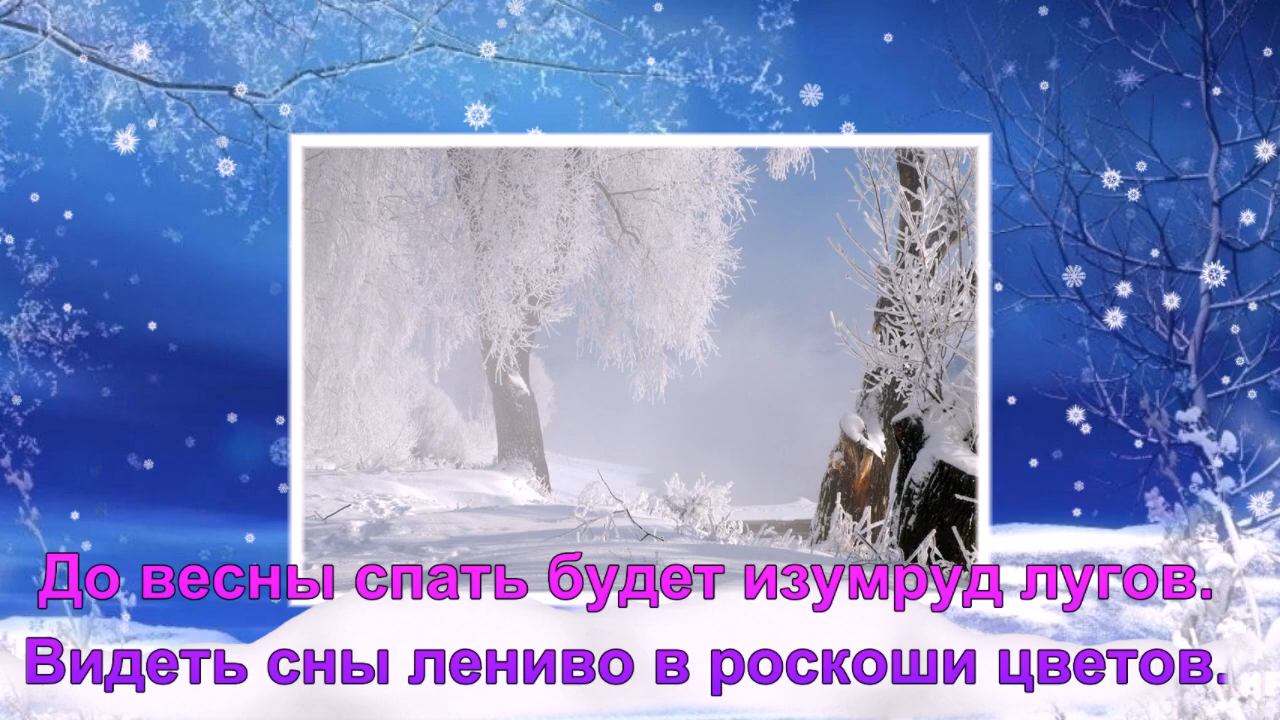 До весны спать будет изумруд лугов.
Видеть сны лениво в роскоши цветов.